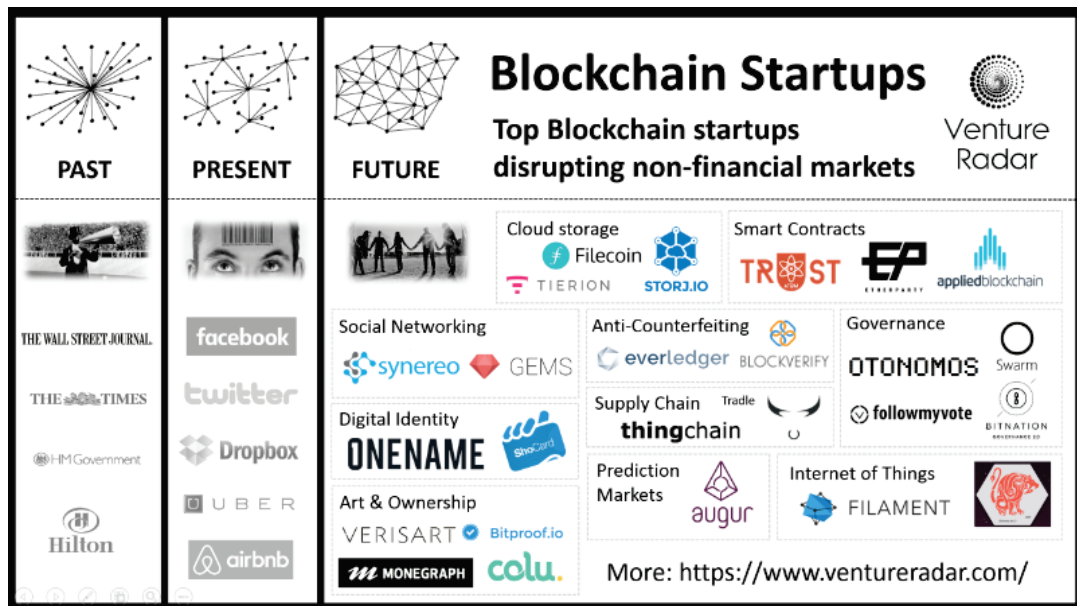 Blockchain Startups
Top Blockchain startups
disrupting non-financial markets
Venture
Radar
PAST
PRESENT
FUTURE
THE WALL STREET JOURNAL.
THE TIMES
HM Government
Hilton
facebook
twitter
Dropbox
UBER
airbnb
Cloud storage
Filecoin
TIERION
STORJ.IO
Smart Contracts
TRUST
ETHERPARTY
appliedblockchain
Social Networking
synereo
GEMS
Anti-Counterfeiting
everledger
BLOCKVERIFY
Governance
OTONOMOS
Swarm
followmyvote
BITNATION
GOVERNANCE 2.0
Digital Identity
ONENAME
ShoCard
Supply Chain
Tradle
thingchain
Art & Ownership
VERISART
Bitproof.io
MONEGRAPH
colu.
Prediction
Markets
augur
Internet of Things
FILAMENT
More: https://www.ventureradar.com/